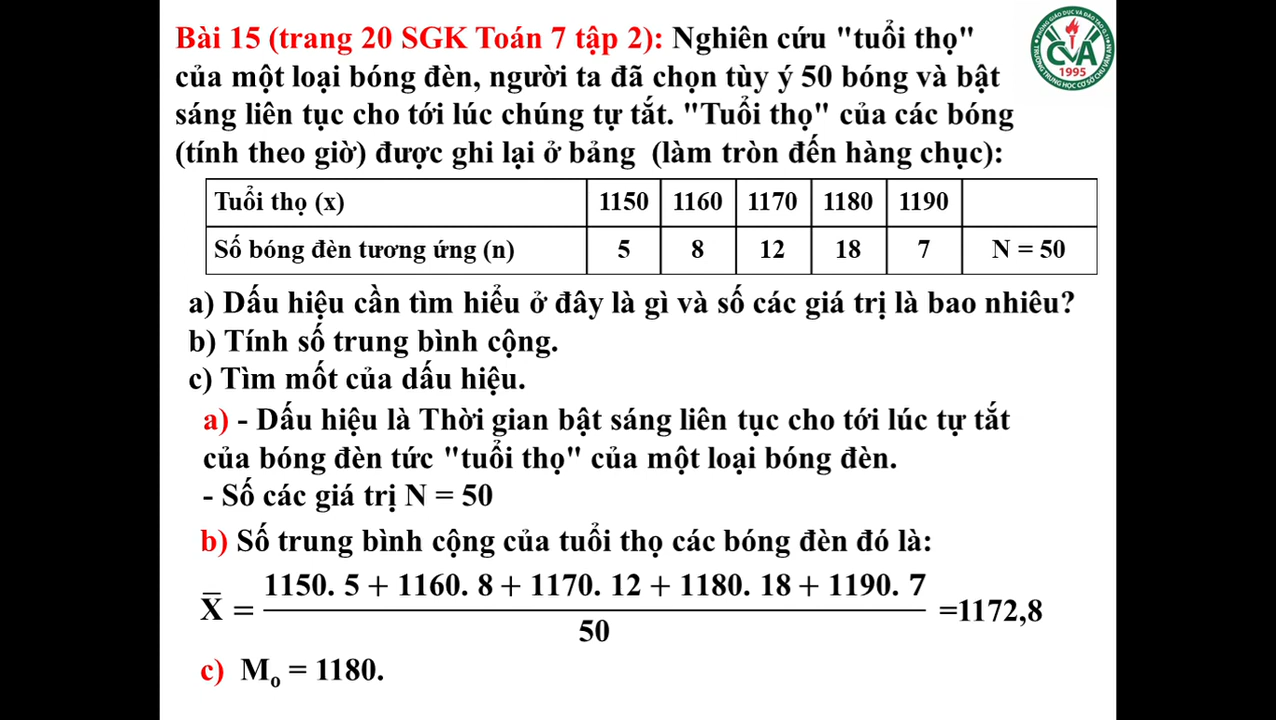 Bài 15 (trang 20 SGK Toán 7 tập 2): Nghiên cứu "tuổi thọ"
của một loại bóng đèn, người ta đã chọn tùy ý 50 bóng và bật
sáng liên tục cho tới lúc chúng tự tắt. "Tuổi thọ" của các bóng
(tính theo giờ) được ghi lại ở bảng (làm tròn đến hàng chục):
Tuổi thọ (x) 1150 1160 1170 1180 1190
Số bóng đèn tương ứng (n) 5 8 12 18 7 N = 50
a) Dấu hiệu cần tìm hiểu ở đây là gì và số các giá trị là bao nhiêu?
b) Tính số trung bình cộng.
c) Tìm mốt của dấu hiệu.
a) - Dấu hiệu là Thời gian bật sáng liên tục cho tới lúc tự tắt
của bóng đèn tức "tuổi thọ" của một loại bóng đèn.
- Số các giá trị N = 50
b) Số trung bình cộng của tuổi thọ các bóng đèn đó là:
X̅ = (1150. 5 + 1160. 8 + 1170. 12 + 1180. 18 + 1190. 7) / 50 =1172,8
c) Mₒ = 1180.
CVA
1995